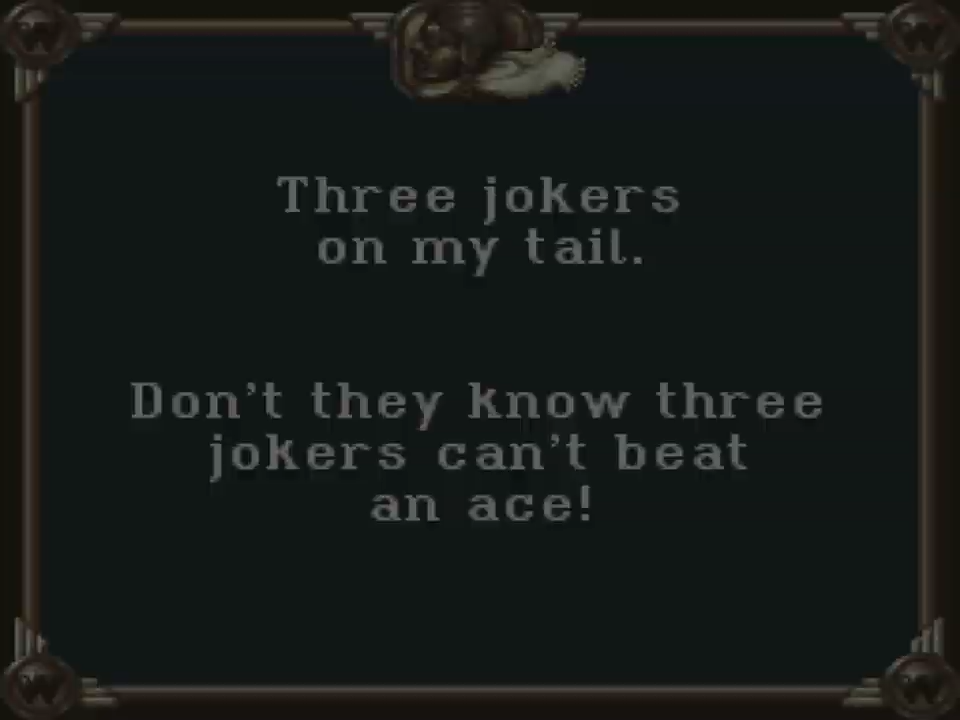 Three jokers
on my tail.
Don't they know three
jokers can't beat
an ace!